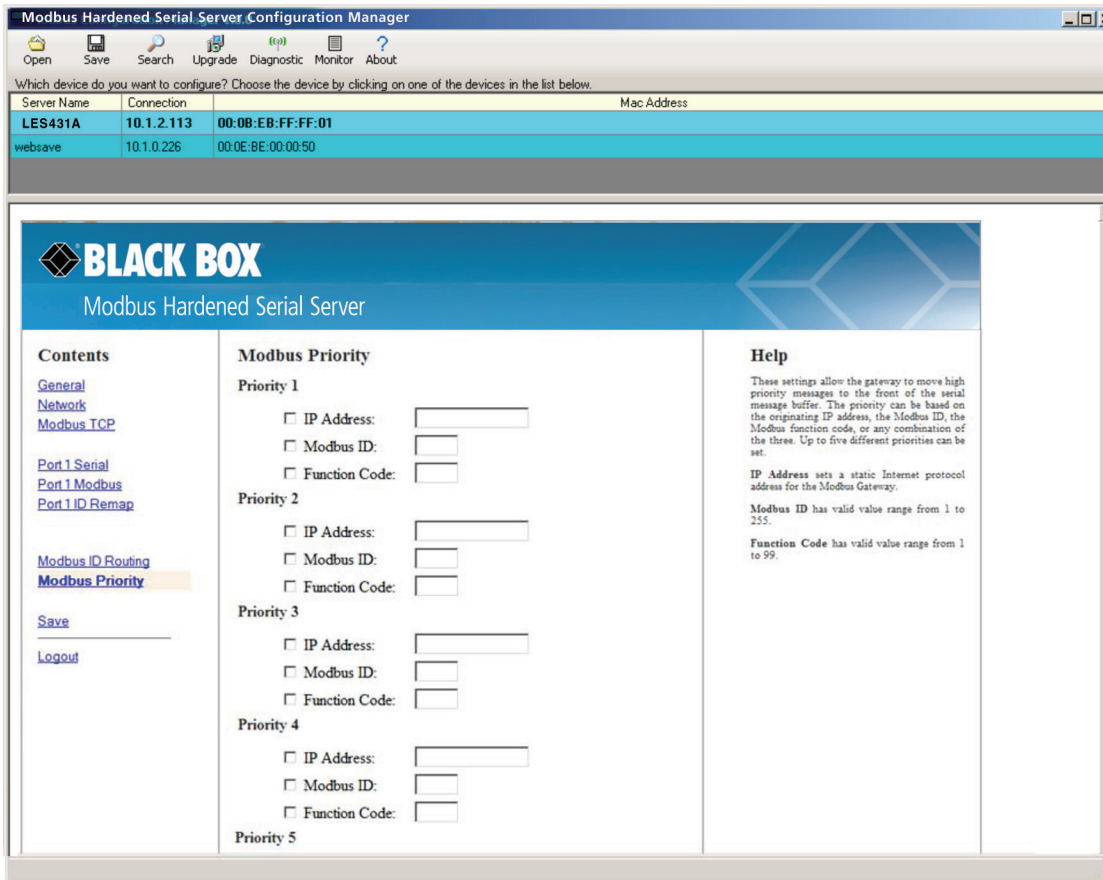 Modbus Hardened Serial Server Configuration Manager
Open Save Search Upgrade Diagnostic Monitor About
Which device do you want to configure? Choose the device by clicking on one of the devices in the list below.
Server Name Connection Mac Address
LES431A 10.1.2.113 00:0B:EB:FF:FF:01
websave 10.1.0.226 00:0E:BE:00:00:50
BLACK BOX
Modbus Hardened Serial Server
Contents
General
Network
Modbus TCP
Port 1 Serial
Port 1 Modbus
Port 1 ID Remap
Modbus ID Routing
Modbus Priority
Save
Logout
Modbus Priority
Priority 1
IP Address:
Modbus ID:
Function Code:
Priority 2
IP Address:
Modbus ID:
Function Code:
Priority 3
IP Address:
Modbus ID:
Function Code:
Priority 4
IP Address:
Modbus ID:
Function Code:
Priority 5
Help
These settings allow the gateway to move high
priority messages to the front of the serial
message buffer. The priority can be based on
the originating IP address, the Modbus ID, the
Modbus function code, or any combination of
the three. Up to five different priorities can be
set.
IP Address sets a static Internet protocol
address for the Modbus Gateway.
Modbus ID has valid value range from 1 to
255.
Function Code has valid value range from 1
to 99.